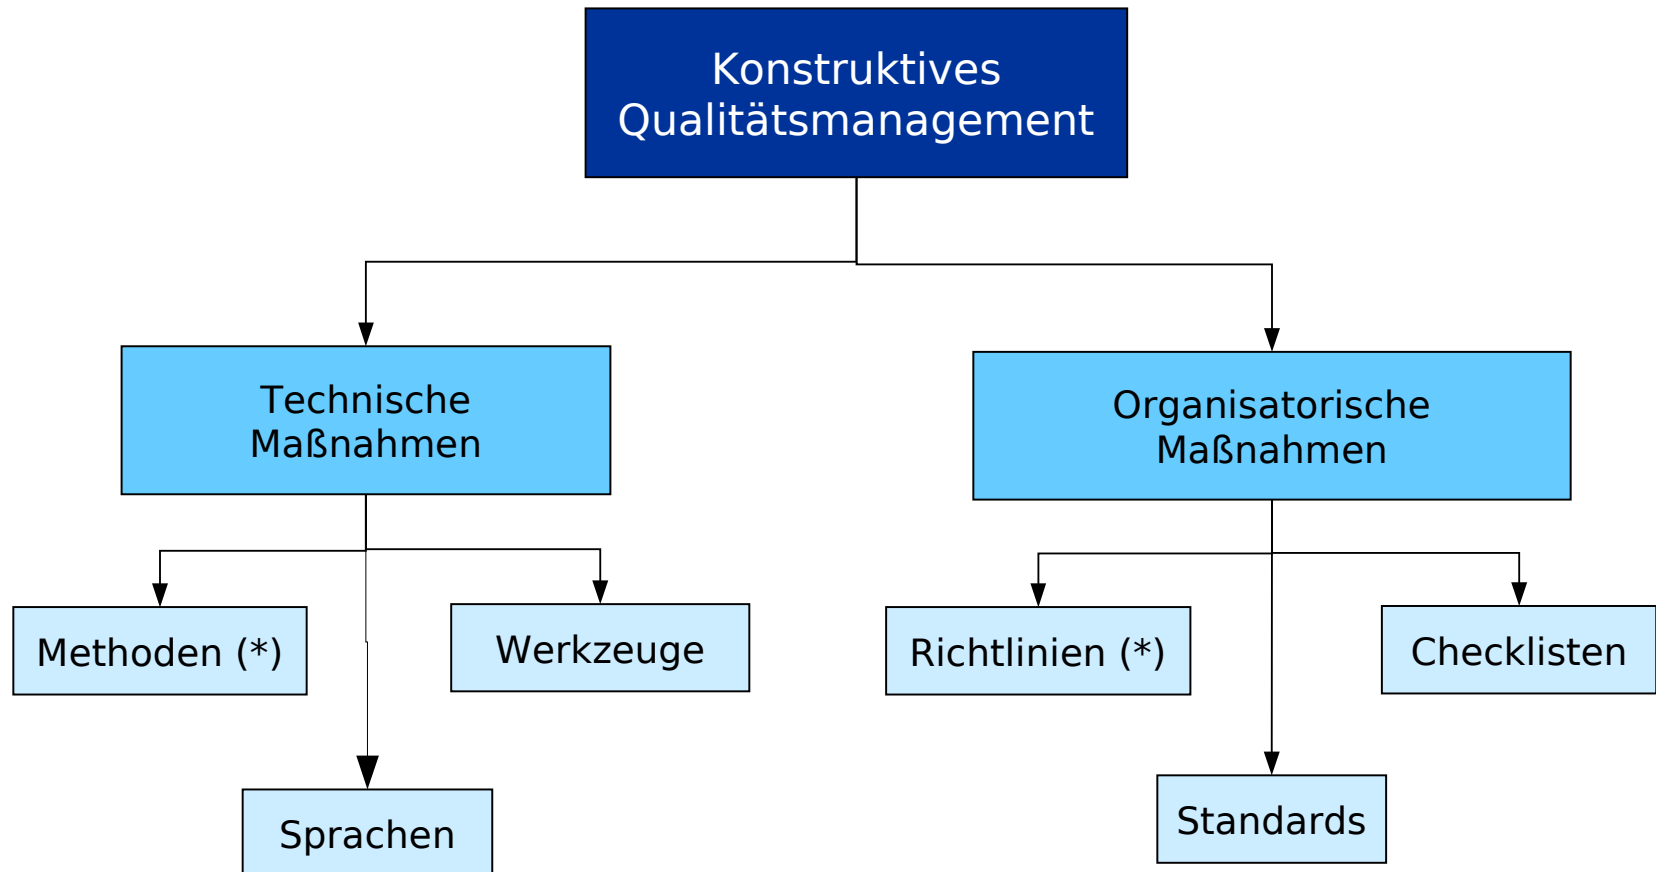 Konstruktives
Qualitätsmanagement
Technische
Maßnahmen
Organisatorische
Maßnahmen
Methoden (*)
Werkzeuge
Richtlinien (*)
Checklisten
Sprachen
Standards